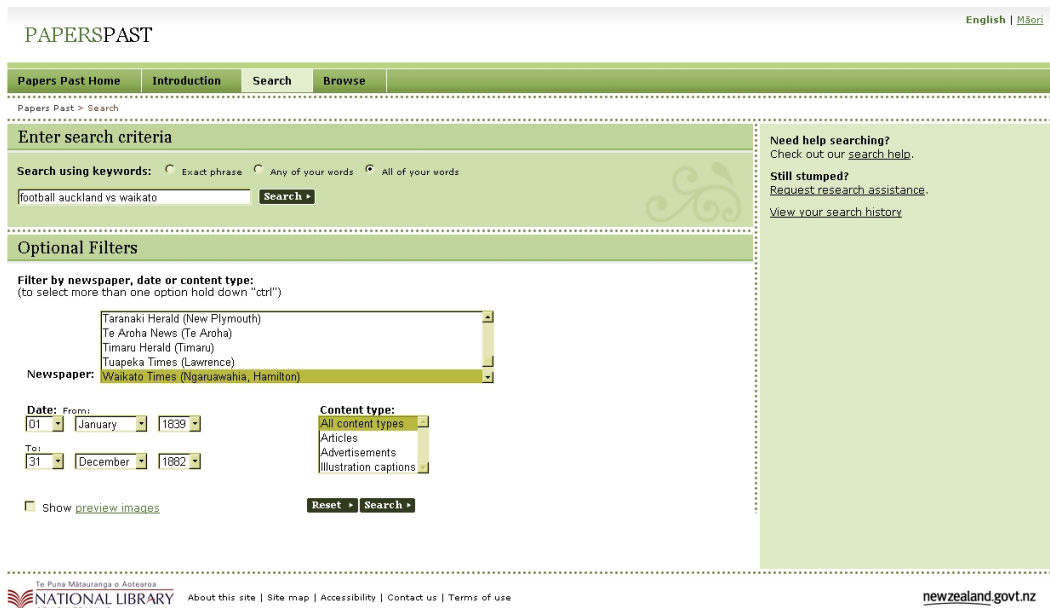 English | Māori
PAPERSPAST
Papers Past Home Introduction Search Browse
Papers Past > Search
Enter search criteria
Search using keywords: Exact phrase Any of your words All of your words
football auckland vs waikato Search
Optional Filters
Filter by newspaper, date or content type:
(to select more than one option hold down "ctrl")
Taranaki Herald (New Plymouth)
Te Aroha News (Te Aroha)
Timaru Herald (Timaru)
Tuapeka Times (Lawrence)
Newspaper: Waikato Times (Ngaruawahia, Hamilton)
Date: From:
01 January 1839
To:
31 December 1882
Content type:
All content types
Articles
Advertisements
Illustration captions
Show preview images
Reset Search
Need help searching?
Check out our search help.
Still stumped?
Request research assistance.
View your search history
Te Puna Mātauranga o Aotearoa
NATIONAL LIBRARY
About this site | Site map | Accessibility | Contact us | Terms of use
newzealand.govt.nz